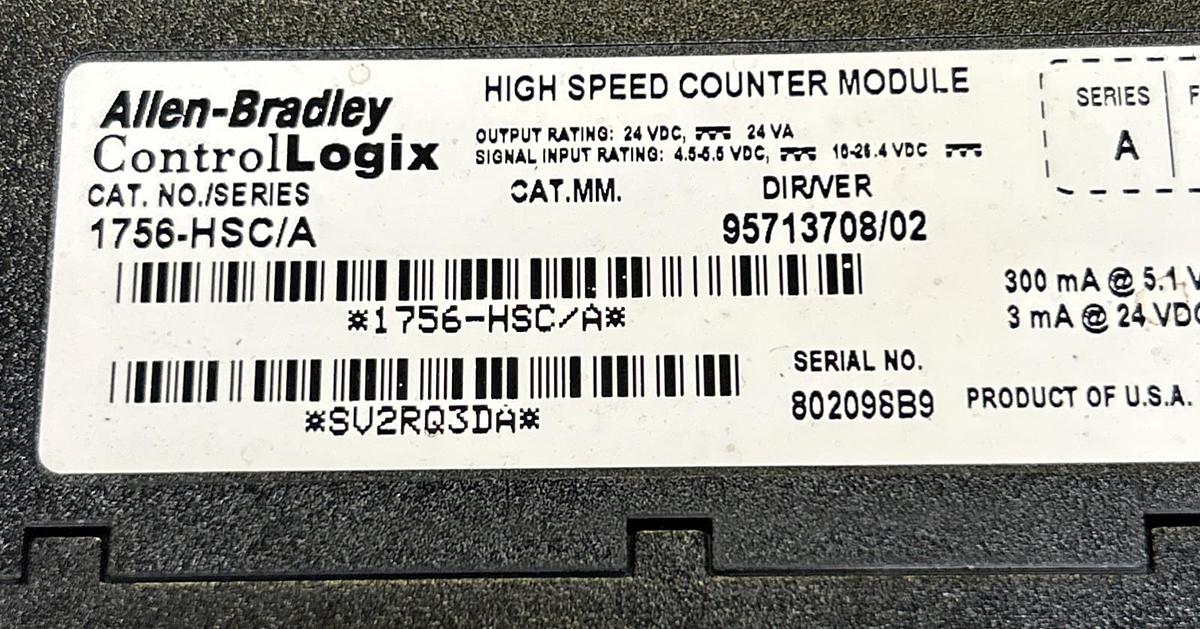 Allen-Bradley
ControlLogix
HIGH SPEED COUNTER MODULE
OUTPUT RATING: 24 VDC, 24 VA
SIGNAL INPUT RATING: 4.5-5.5 VDC, 10-26.4 VDC
SERIES
A
CAT. NO./SERIES
CAT.MM.
DIR/VER
1756-HSC/A
95713708/02
*1756-HSC/A*
300 mA @ 5.1 V
3 mA @ 24 VDC
*SV2RQ3DA*
SERIAL NO.
802098B9
PRODUCT OF U.S.A.